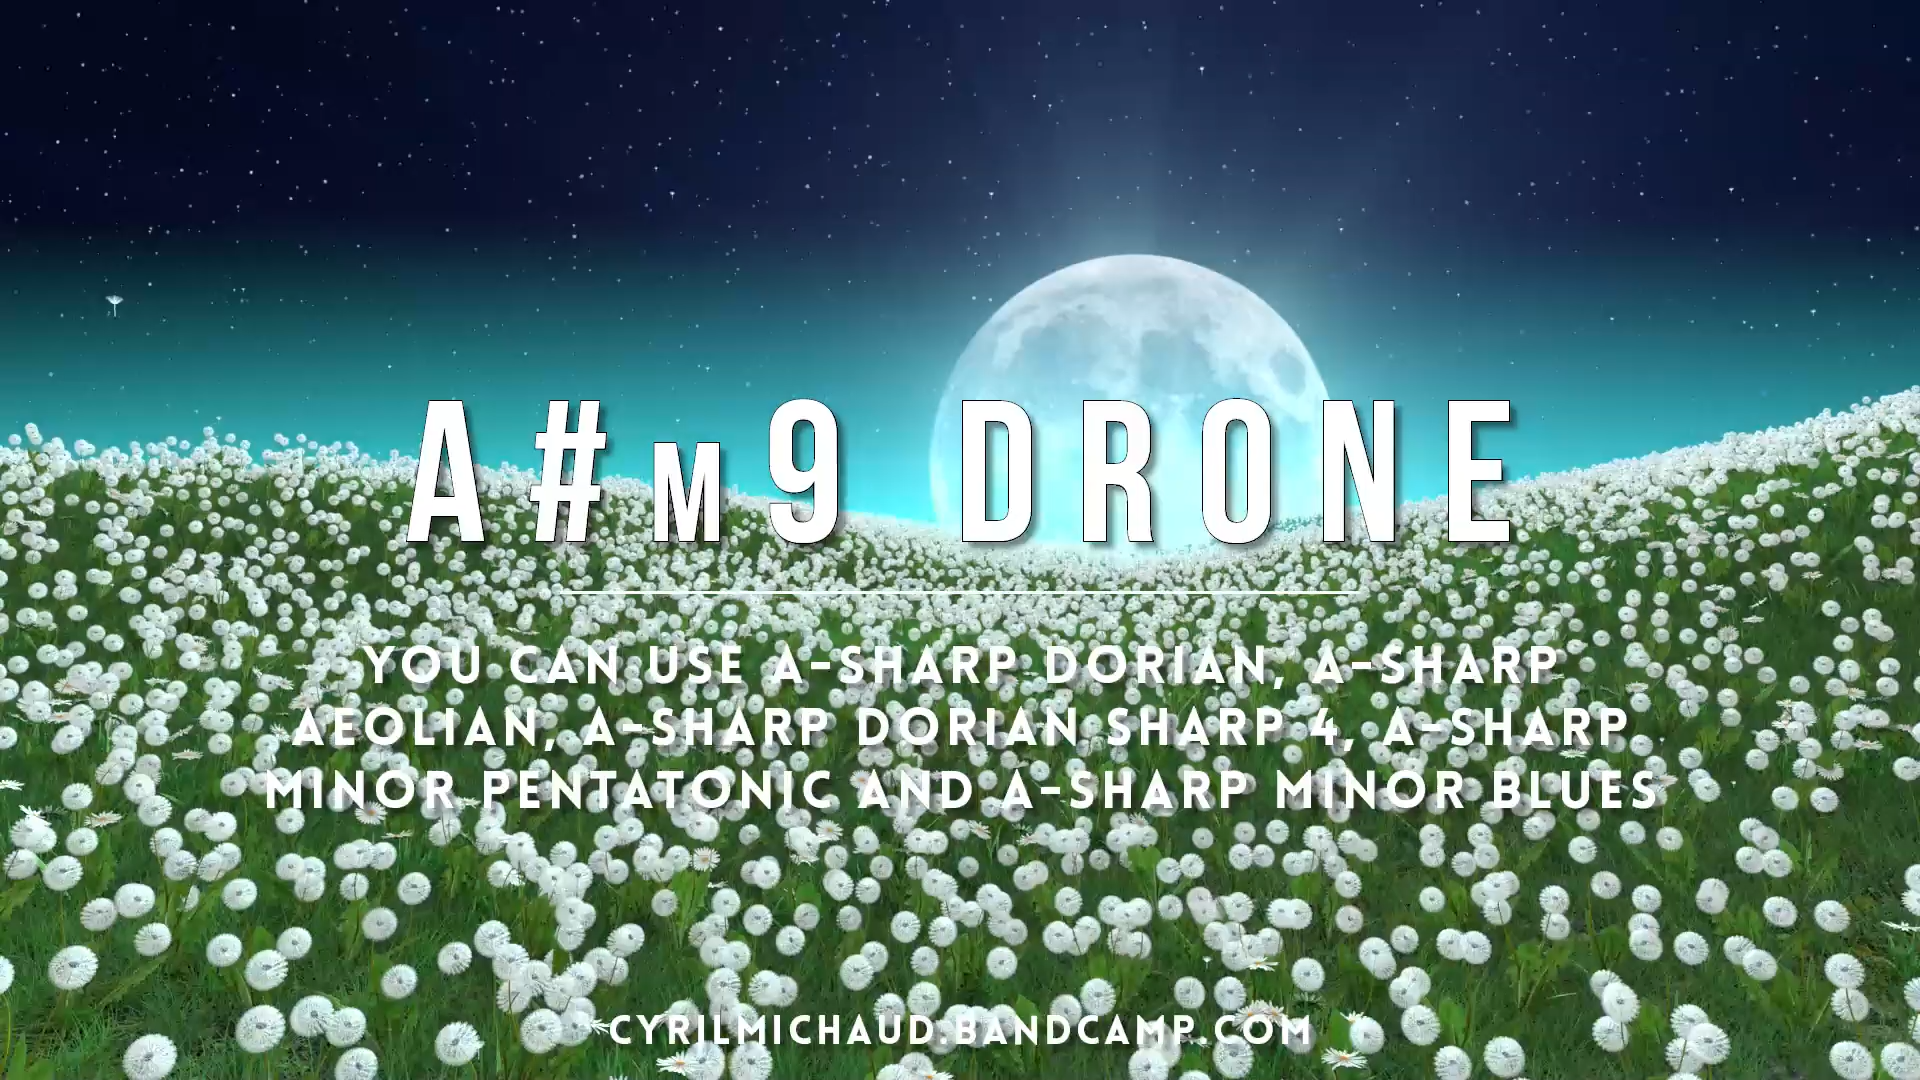 A#M9 DRONE
YOU CAN USE A-SHARP DORIAN, A-SHARP
AEOLIAN, A-SHARP DORIAN SHARP 4, A-SHARP
MINOR PENTATONIC AND A-SHARP MINOR BLUES
CYRILMICHAUD.BANDCAMP.COM